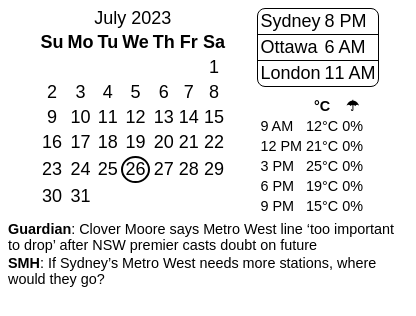 July 2023
Su Mo Tu We Th Fr Sa
1
2 3 4 5 6 7 8
9 10 11 12 13 14 15
16 17 18 19 20 21 22
23 24 25 26 27 28 29
30 31
Sydney 8 PM
Ottawa 6 AM
London 11 AM
°C ☂
9 AM 12°C 0%
12 PM 21°C 0%
3 PM 25°C 0%
6 PM 19°C 0%
9 PM 15°C 0%
Guardian: Clover Moore says Metro West line ‘too important
to drop’ after NSW premier casts doubt on future
SMH: If Sydney’s Metro West needs more stations, where
would they go?